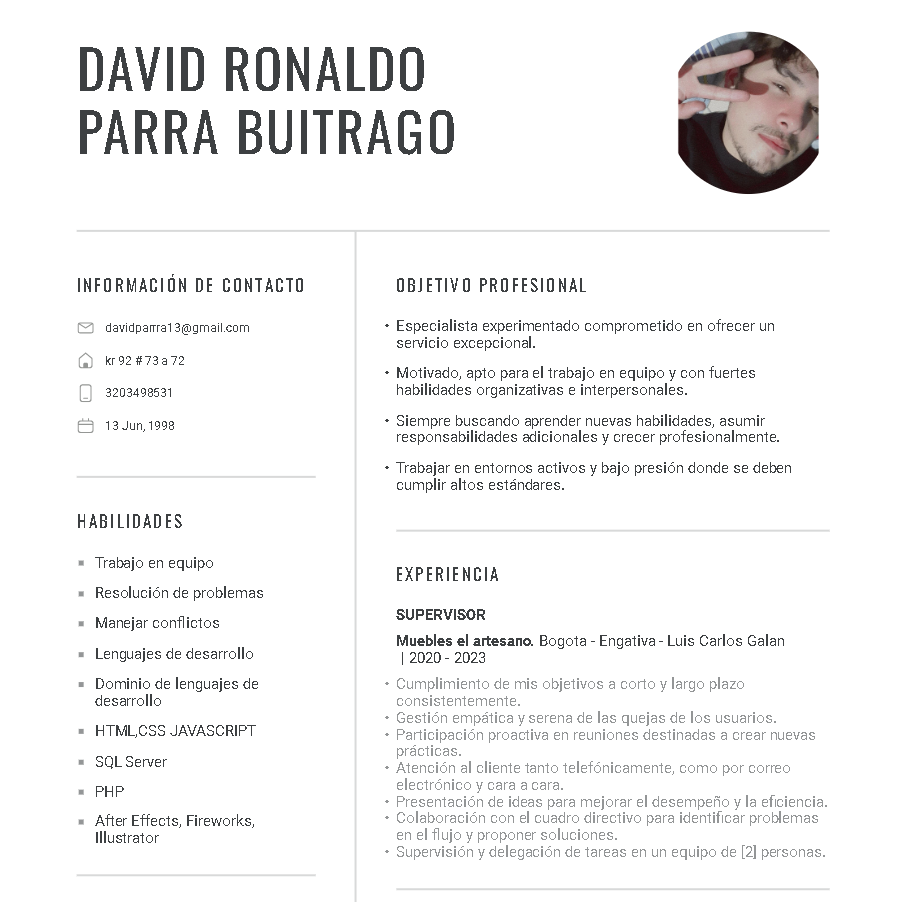 DAVID RONALDO
PARRA BUITRAGO
INFORMACIÓN DE CONTACTO
davidparrra13@gmail.com
kr 92 # 73 a 72
3203498531
13 Jun, 1998
HABILIDADES
Trabajo en equipo
Resolución de problemas
Manejar conflictos
Lenguajes de desarrollo
Dominio de lenguajes de
desarrollo
HTML,CSS JAVASCRIPT
SQL Server
PHP
After Effects, Fireworks,
Illustrator
OBJETIVO PROFESIONAL
• Especialista experimentado comprometido en ofrecer un
servicio excepcional.
• Motivado, apto para el trabajo en equipo y con fuertes
habilidades organizativas e interpersonales.
• Siempre buscando aprender nuevas habilidades, asumir
responsabilidades adicionales y crecer profesionalmente.
• Trabajar en entornos activos y bajo presión donde se deben
cumplir altos estándares.
EXPERIENCIA
SUPERVISOR
Muebles el artesano. Bogota - Engativa - Luis Carlos Galan
| 2020 - 2023
• Cumplimiento de mis objetivos a corto y largo plazo
consistentemente.
• Gestión empática y serena de las quejas de los usuarios.
• Participación proactiva en reuniones destinadas a crear nuevas
prácticas.
• Atención al cliente tanto telefónicamente, como por correo
electrónico y cara a cara.
• Presentación de ideas para mejorar el desempeño y la eficiencia.
• Colaboración con el cuadro directivo para identificar problemas
en el flujo y proponer soluciones.
• Supervisión y delegación de tareas en un equipo de [2] personas.